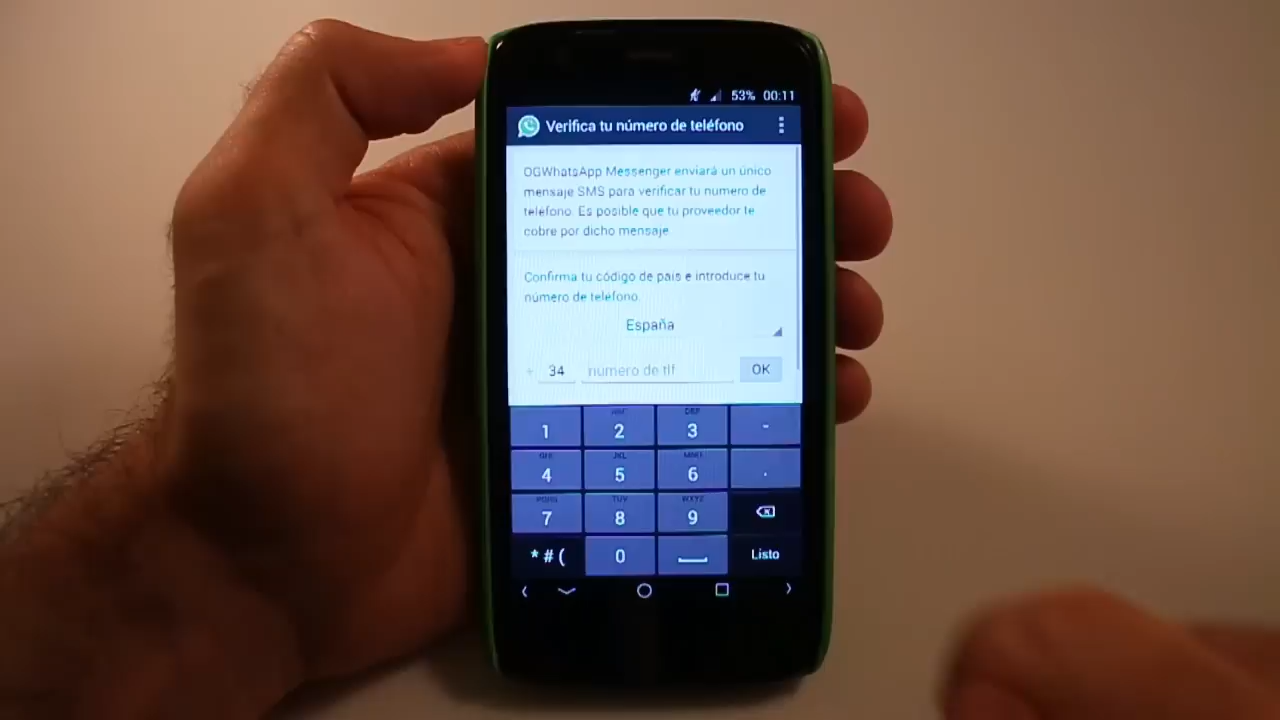 53% 00:11
Verifica tu número de teléfono
OGWhatsApp Messenger enviará un único
mensaje SMS para verificar tu numero de
teléfono. Es posible que tu proveedor te
cobre por dicho mensaje.
Confirma tu código de país e introduce tu
número de teléfono.
España
+ 34 número de tlf OK
ABC DEF
1 2 3 -
GHI JKL MNO
4 5 6 .
PQRS TUV WXYZ
7 8 9
*#( 0 Listo